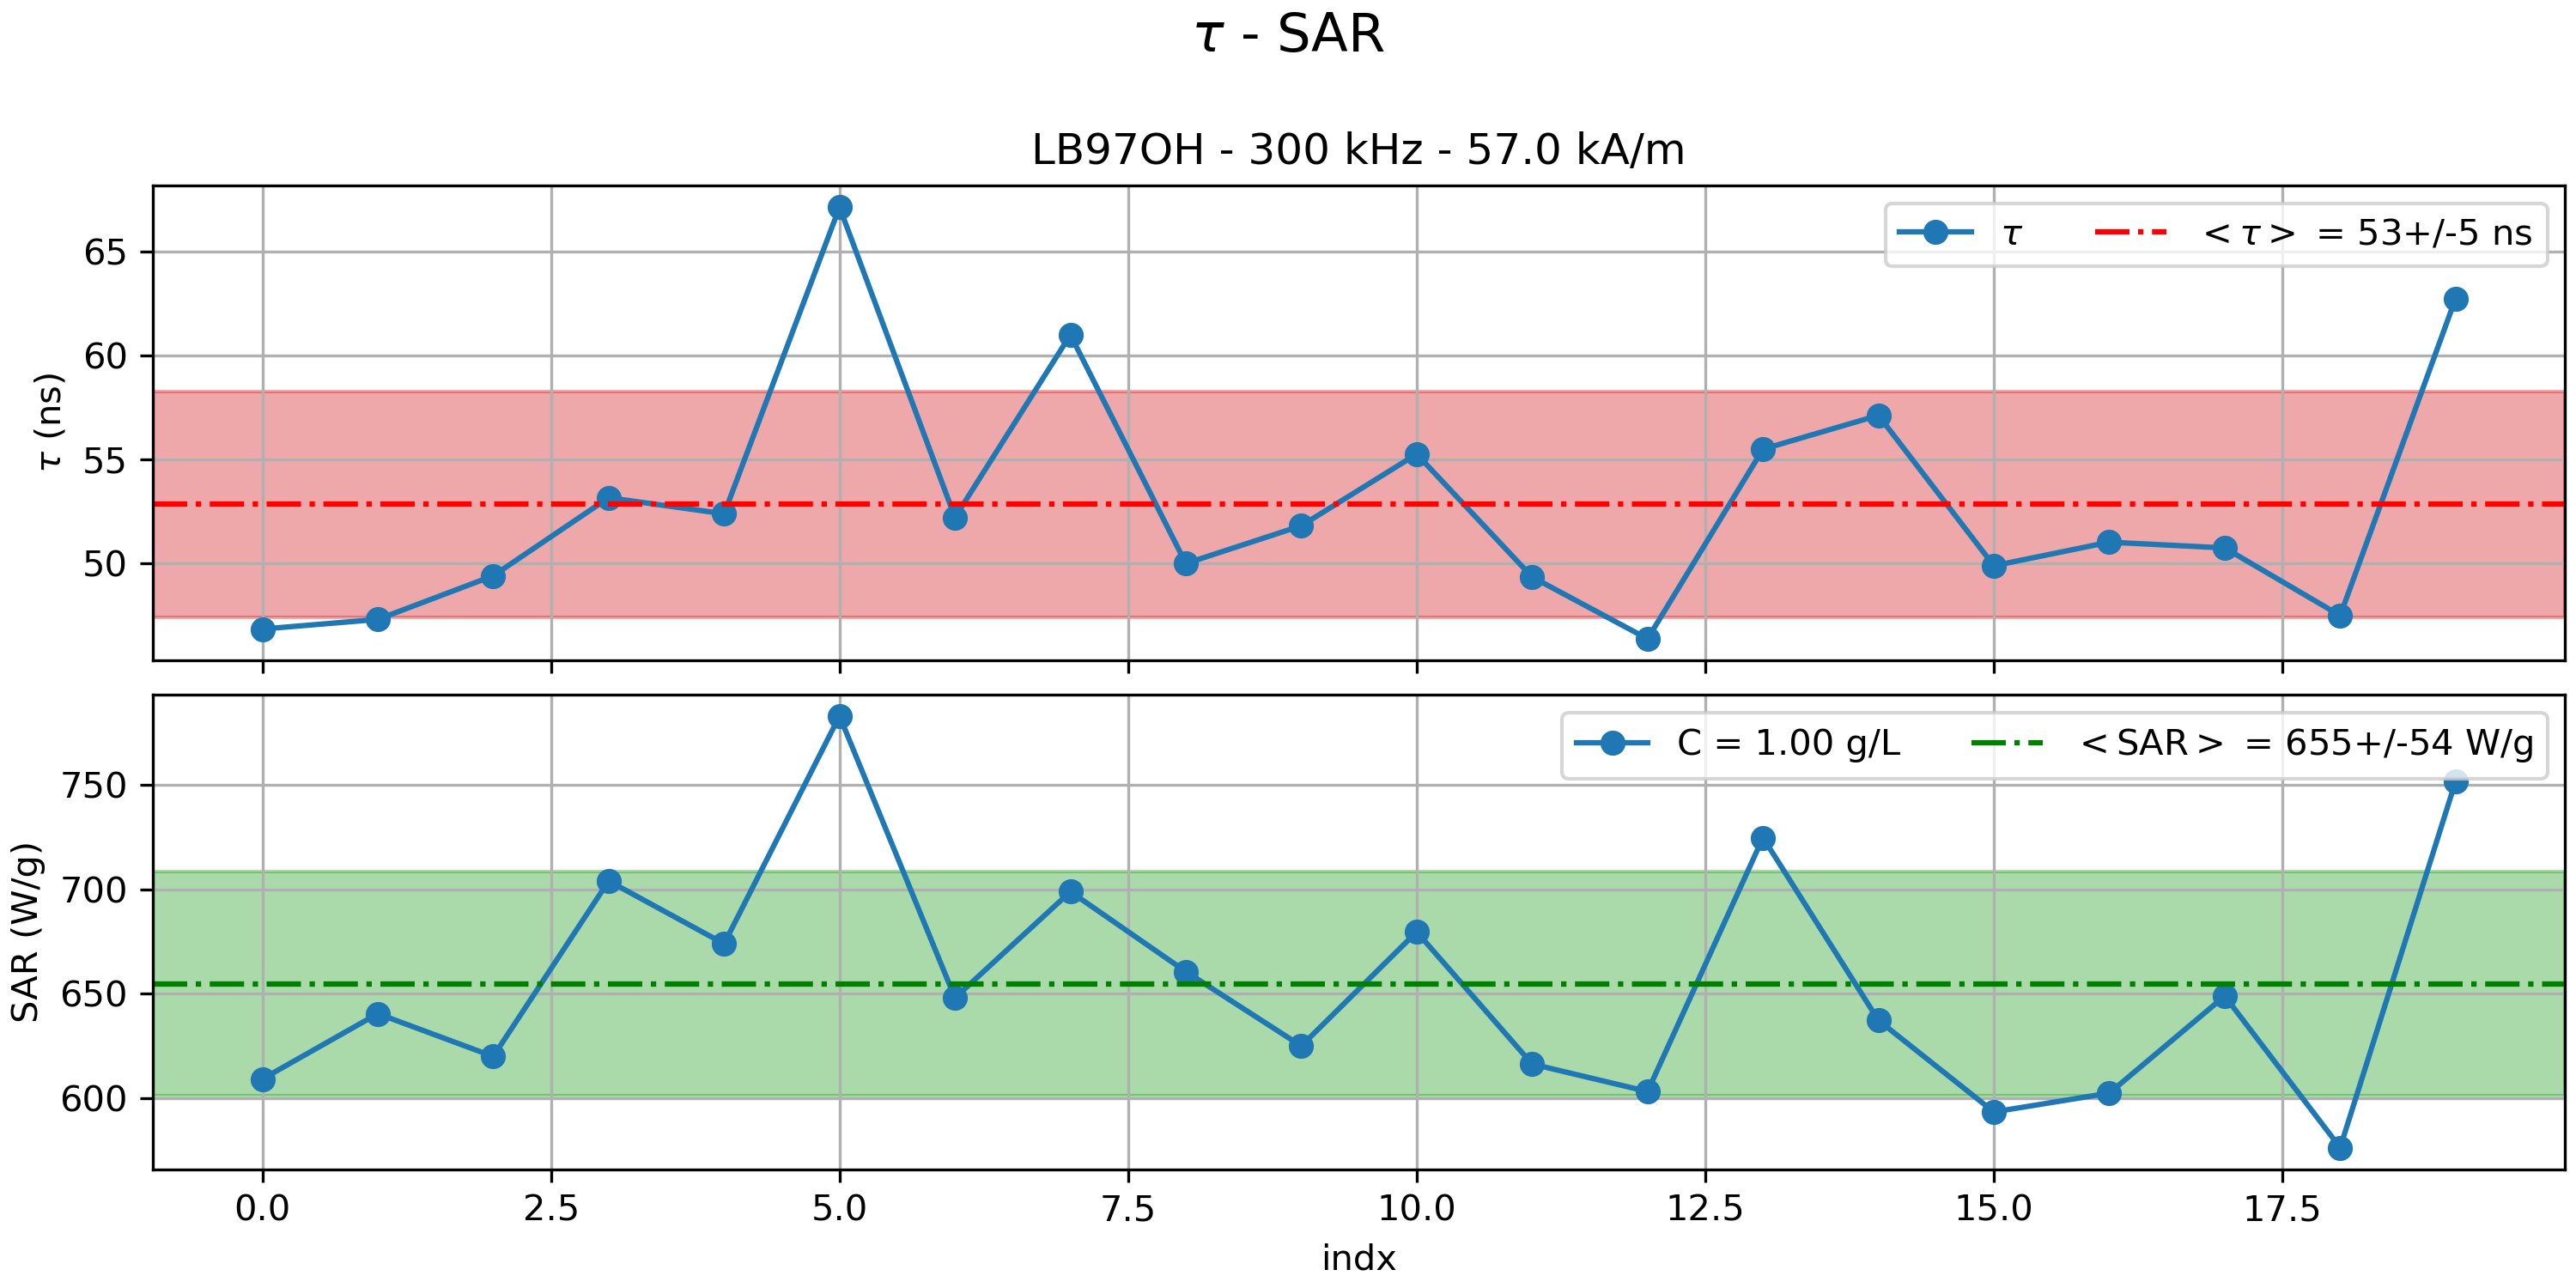 τ - SAR
LB97OH - 300 kHz - 57.0 kA/m
τ <τ> = 53+/-5 ns
65
60
55
50
τ (ns)
C = 1.00 g/L <SAR> = 655+/-54 W/g
750
700
650
600
SAR (W/g)
0.0 2.5 5.0 7.5 10.0 12.5 15.0 17.5
indx